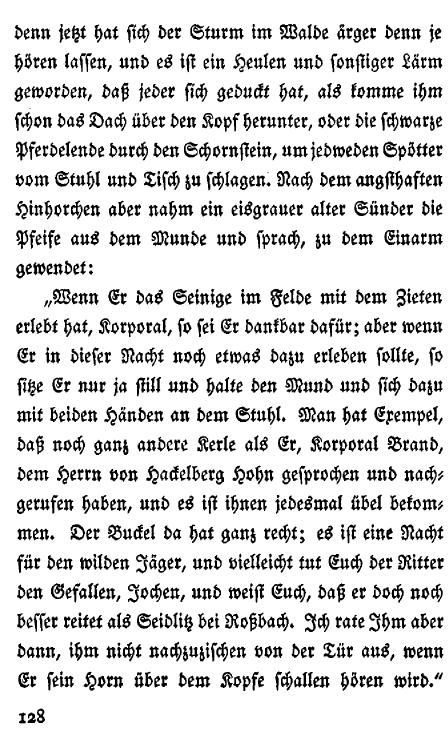 denn jetzt hat sich der Sturm im Walde ärger denn je
hören lassen, und es ist ein Heulen und sonstiger Lärm
geworden, daß jeder sich geduckt hat, als komme ihm
schon das Dach über den Kopf herunter, oder die schwarze
Pferdelende durch den Schornstein, um jedweden Spötter
vom Stuhl und Tisch zu schlagen. Nach dem angsthaften
Hinhorchen aber nahm ein eisgrauer alter Sünder die
Pfeife aus dem Munde und sprach, zu dem Einarm
gewendet:
„Wenn Er das Seinige im Felde mit dem Zieten
erlebt hat, Korporal, so sei Er dankbar dafür; aber wenn
Er in dieser Nacht noch etwas dazu erleben sollte, so
sitze Er nur ja still und halte den Mund und sich dazu
mit beiden Händen an dem Stuhl. Man hat Exempel,
daß noch ganz andere Kerle als Er, Korporal Brand,
dem Herrn von Hackelberg Hohn gesprochen und nach-
gerufen haben, und es ist ihnen jedesmal übel bekom-
men. Der Buckel da hat ganz recht; es ist eine Nacht
für den wilden Jäger, und vielleicht tut Euch der Ritter
den Gefallen, Jochen, und weist Euch, daß er doch noch
besser reitet als Seidlitz bei Roßbach. Ich rate Ihm aber
dann, ihm nicht nachzuzischen von der Tür aus, wenn
Er sein Horn über dem Kopfe schallen hören wird.“
128